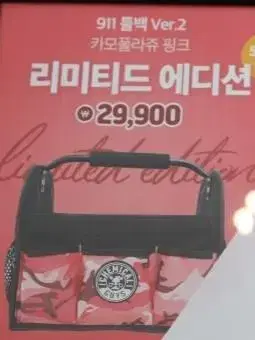 911 툴백 Ver.2
카모폴라쥬 핑크
리미티드 에디션
₩ 29,900
limited edition
CHEMICAL
GUYS